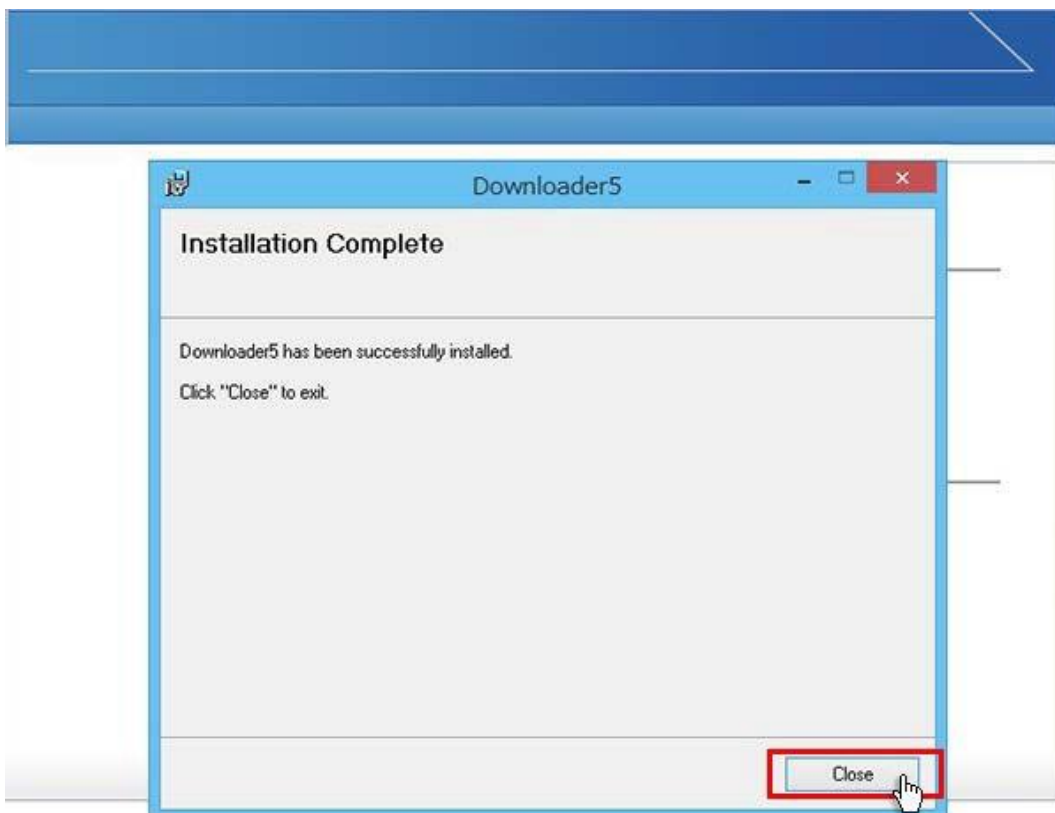 Downloader5
Installation Complete
Downloader5 has been successfully installed.
Click "Close" to exit.
Close